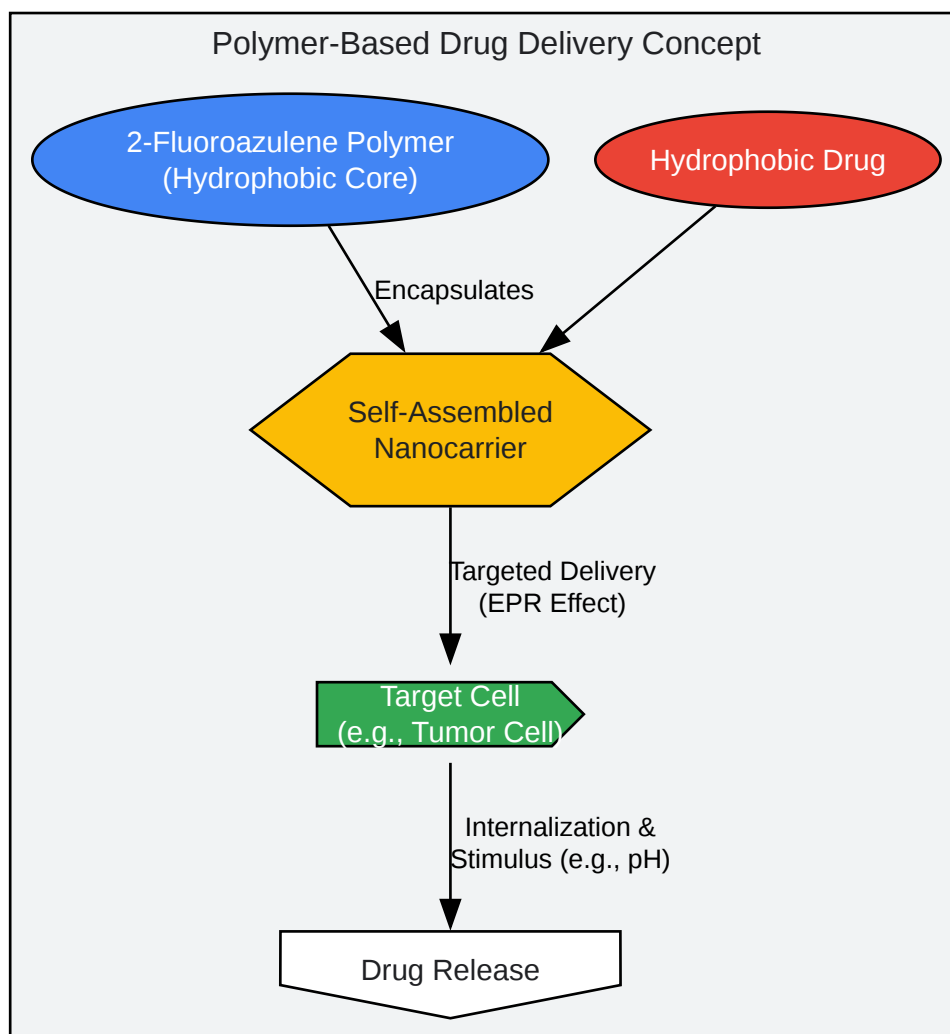 Polymer-Based Drug Delivery Concept
2-Fluoroazulene Polymer
(Hydrophobic Core)
Hydrophobic Drug
Encapsulates
Self-Assembled
Nanocarrier
Targeted Delivery
(EPR Effect)
Target Cell
(e.g., Tumor Cell)
Internalization &
Stimulus (e.g., pH)
Drug Release